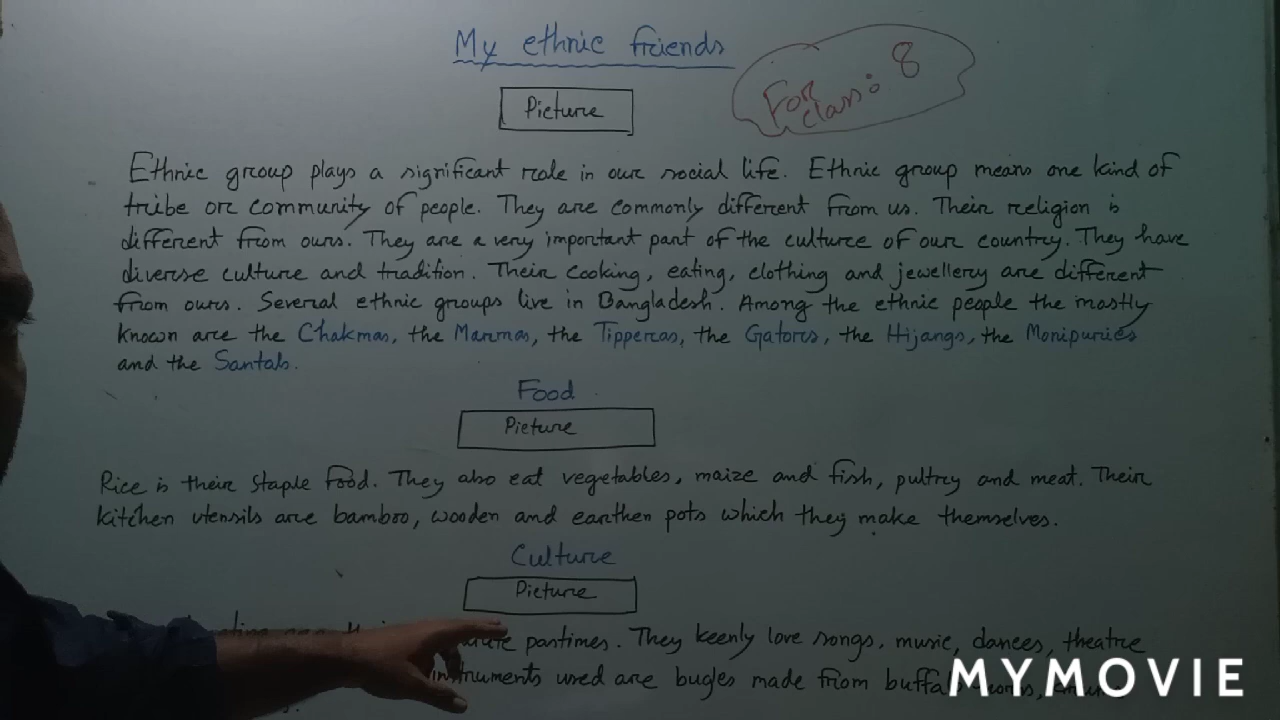 My ethnic friends
For class: 8
Picture
Ethnic group plays a significant role in our social life. Ethnic group means one kind of
tribe or community of people. They are commonly different from us. Their religion is
different from ours. They are a very important part of the culture of our country. They have
diverse culture and tradition. Their cooking, eating, clothing and jewellery are different
from ours. Several ethnic groups live in Bangladesh. Among the ethnic people the mostly
known are the Chakmas, the Marmas, the Tipperas, the Gators, the Hijangs, the Monipuries
and the Santals.
Food
Picture
Rice is their staple food. They also eat vegetables, maize and fish, pultry and meat. Their
kitchen utensils are bamboo, wooden and earthen pots which they make themselves.
Culture
Picture
pastimes. They keenly love songs, music, dances, theatre
instruments used are bugles made from
MYMOVIE